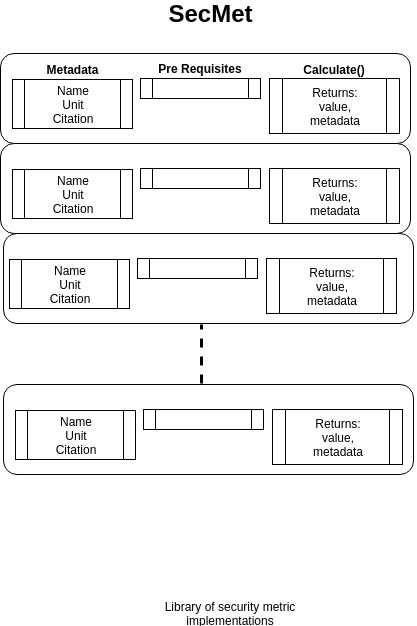 SecMet
Metadata
Pre Requisites
Calculate()
Name
Unit
Citation
Returns:
value,
metadata
Name
Unit
Citation
Returns:
value,
metadata
Name
Unit
Citation
Returns:
value,
metadata
Name
Unit
Citation
Returns:
value,
metadata
Library of security metric
implementations